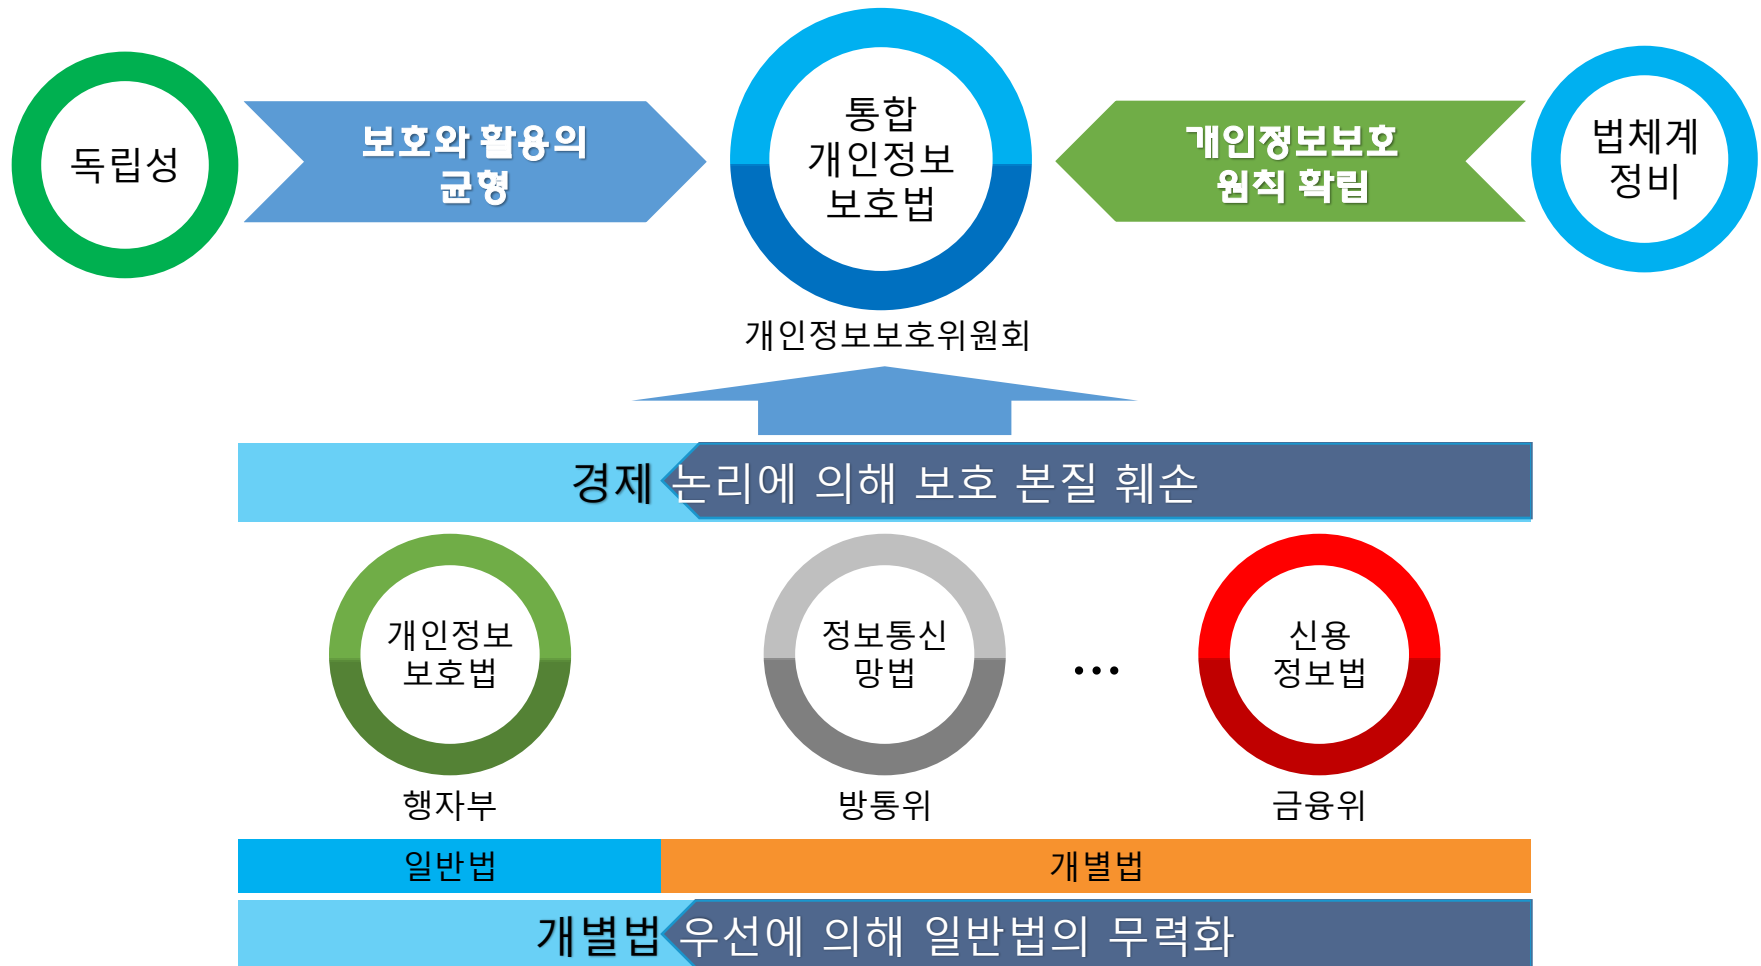 독립성
보호와 활용의
균형
통합
개인정보
보호법
개인정보보호
원칙 확립
법체계
정비
개인정보보호위원회
경제 논리에 의해 보호 본질 훼손
개인정보
보호법
정보통신
망법
...
신용
정보법
행자부
방통위
금융위
일반법
개별법
개별법 우선에 의해 일반법의 무력화